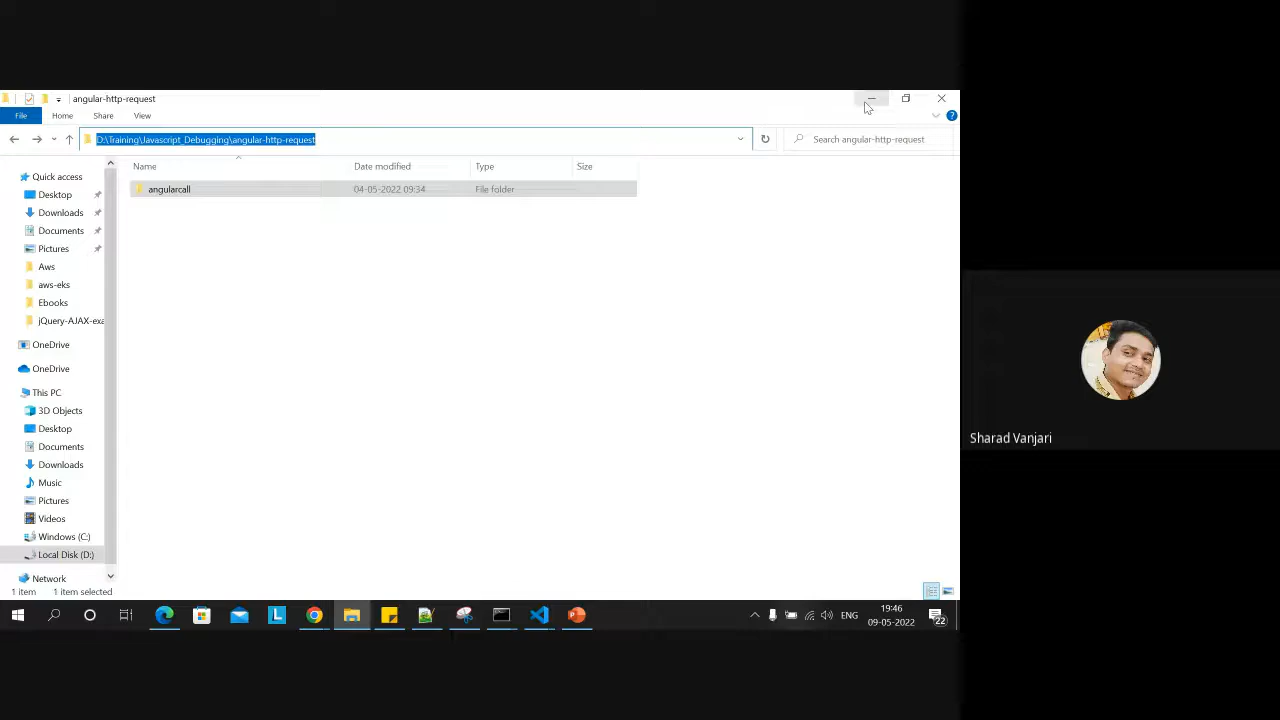 angular-http-request
File
Home
Share
View
D:\Training\Javascript_Debugging\angular-http-request
Search angular-http-request
Name
Date modified
Type
Size
angularcall
04-05-2022 09:34
File folder
Quick access
Desktop
Downloads
Documents
Pictures
Aws
aws-eks
Ebooks
jQuery-AJAX-exa
OneDrive
OneDrive
This PC
3D Objects
Desktop
Documents
Downloads
Music
Pictures
Videos
Windows (C:)
Local Disk (D:)
Network
1 item
1 item selected
Sharad Vanjari
L
ENG
19:46
09-05-2022
22